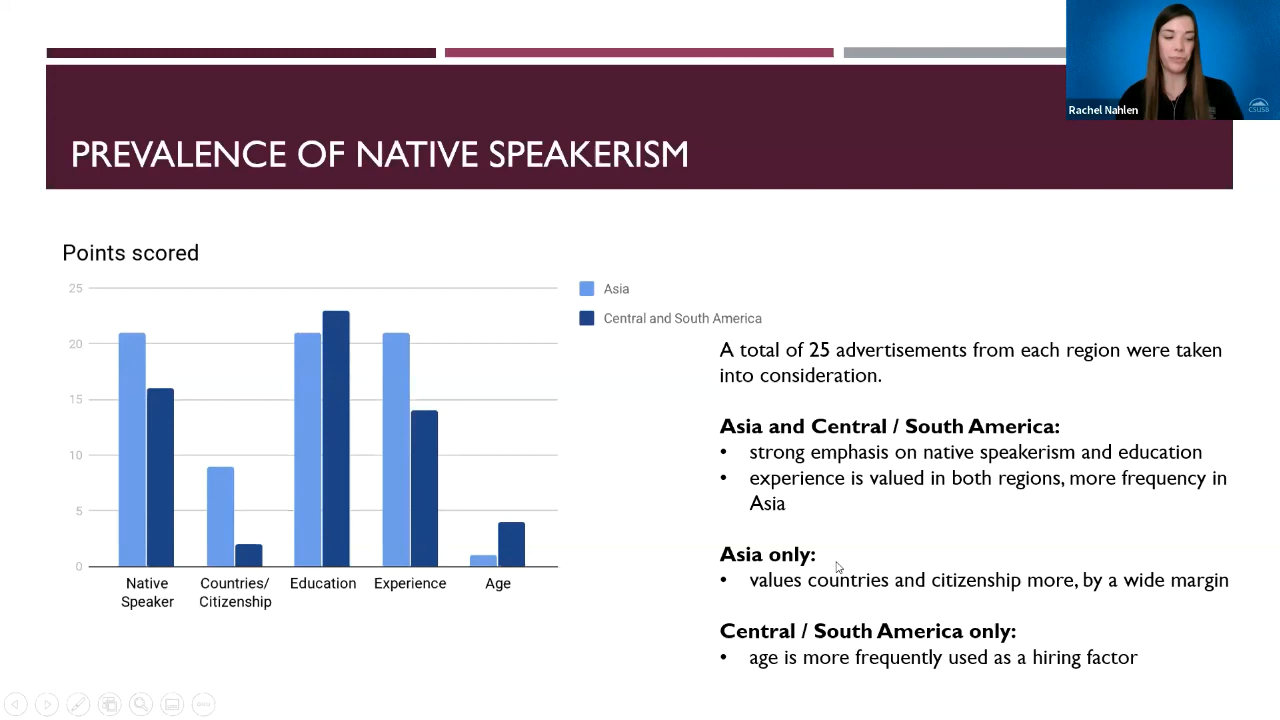 Rachel Nahlen
CSUSB
PREVALENCE OF NATIVE SPEAKERISM
Points scored
25
20
15
10
5
0
Native
Speaker
Countries/
Citizenship
Education
Experience
Age
Asia
Central and South America
A total of 25 advertisements from each region were taken
into consideration.
Asia and Central / South America:
• strong emphasis on native speakerism and education
• experience is valued in both regions, more frequency in
Asia
Asia only:
• values countries and citizenship more, by a wide margin
Central / South America only:
• age is more frequently used as a hiring factor